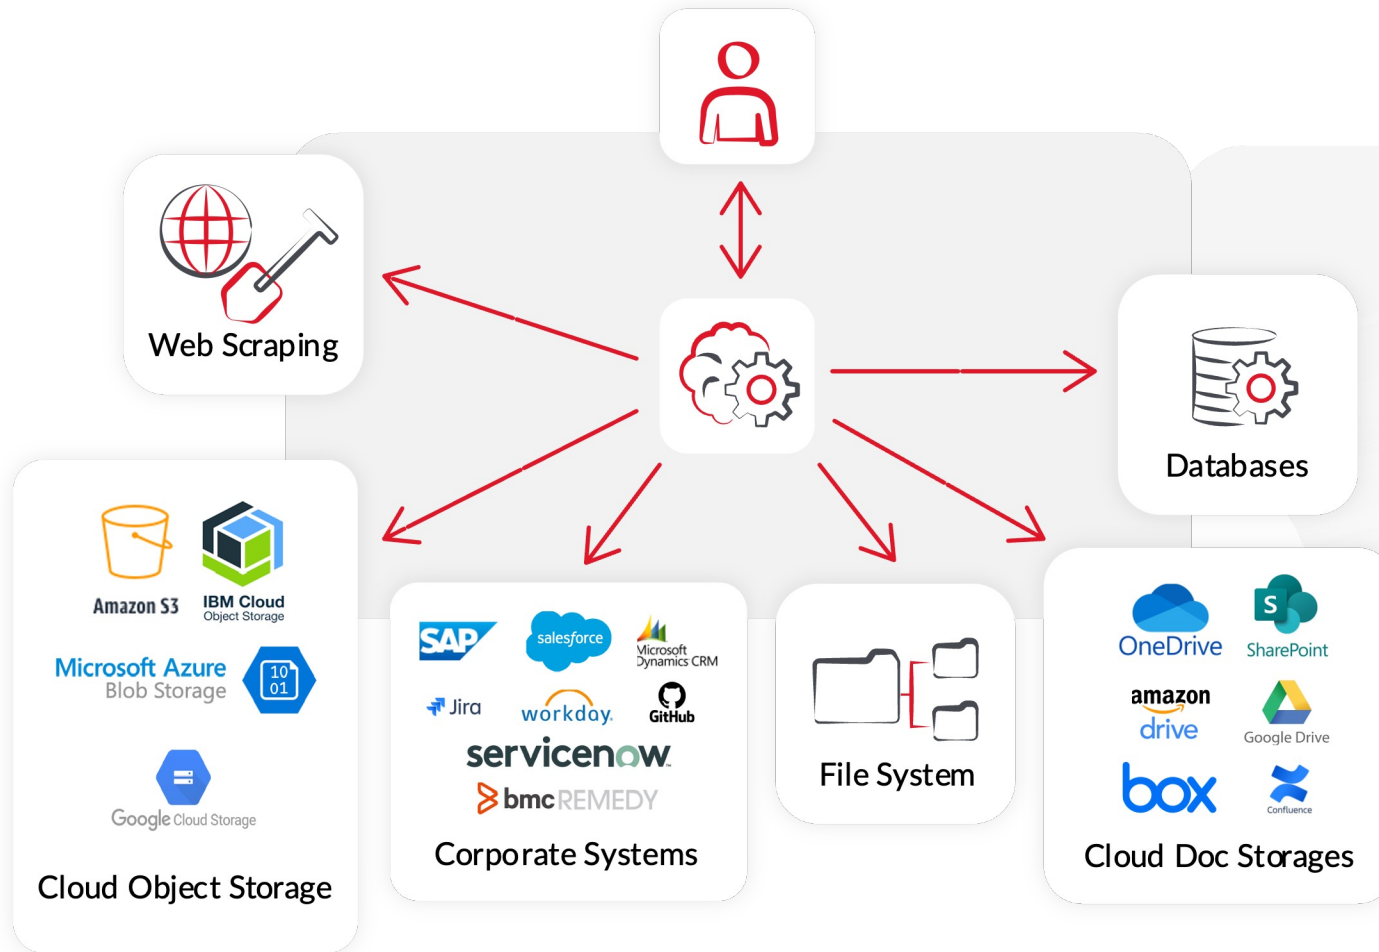 Web Scraping
Databases
Amazon S3
IBM Cloud
Object Storage
Microsoft Azure
Blob Storage
10
01
Google Cloud Storage
Cloud Object Storage
SAP
salesforce
Microsoft
Dynamics CRM
Jira
workday.
GitHub
servicenow
bmc REMEDY
Corporate Systems
File System
OneDrive
S
SharePoint
amazon
drive
Google Drive
box
Confluence
Cloud Doc Storages